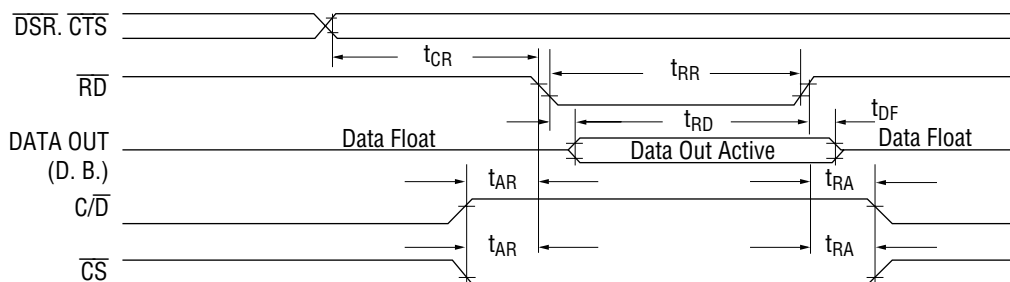 DSR. CTS
tCR
tRR
RD
tRD
tDF
DATA OUT
(D. B.)
Data Float
Data Out Active
Data Float
tAR
tRA
C/D
tAR
tRA
CS